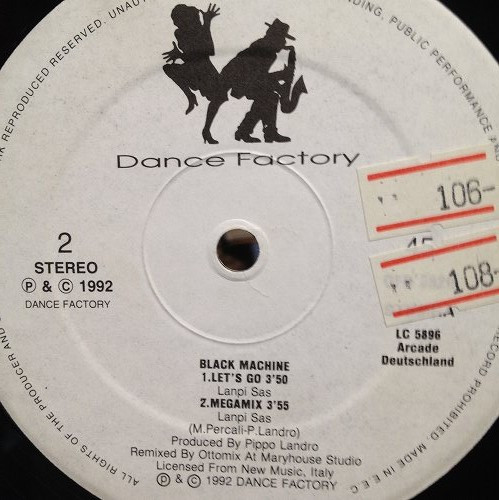 RK REPRODUCED RESERVED. UNAUT
DING, PUBLIC PERFORMANCE AN
Dance Factory
106-
45
108-
2
STEREO
Ⓟ & © 1992
DANCE FACTORY
LC 5896
Arcade
Deutschland
BLACK MACHINE
1.LET'S GO 3'50
Lanpi Sas
2.MEGAMIX 3'55
Lanpi Sas
(M.Percali-P.Landro)
Produced By Pippo Landro
Remixed By Ottomix At Maryhouse Studio
Licensed From New Music, Italy
Ⓟ & © 1992 DANCE FACTORY
ALL RIGHTS OF THE PRODUCER AND
RECORD PROHIBITED. MADE IN E.E.C